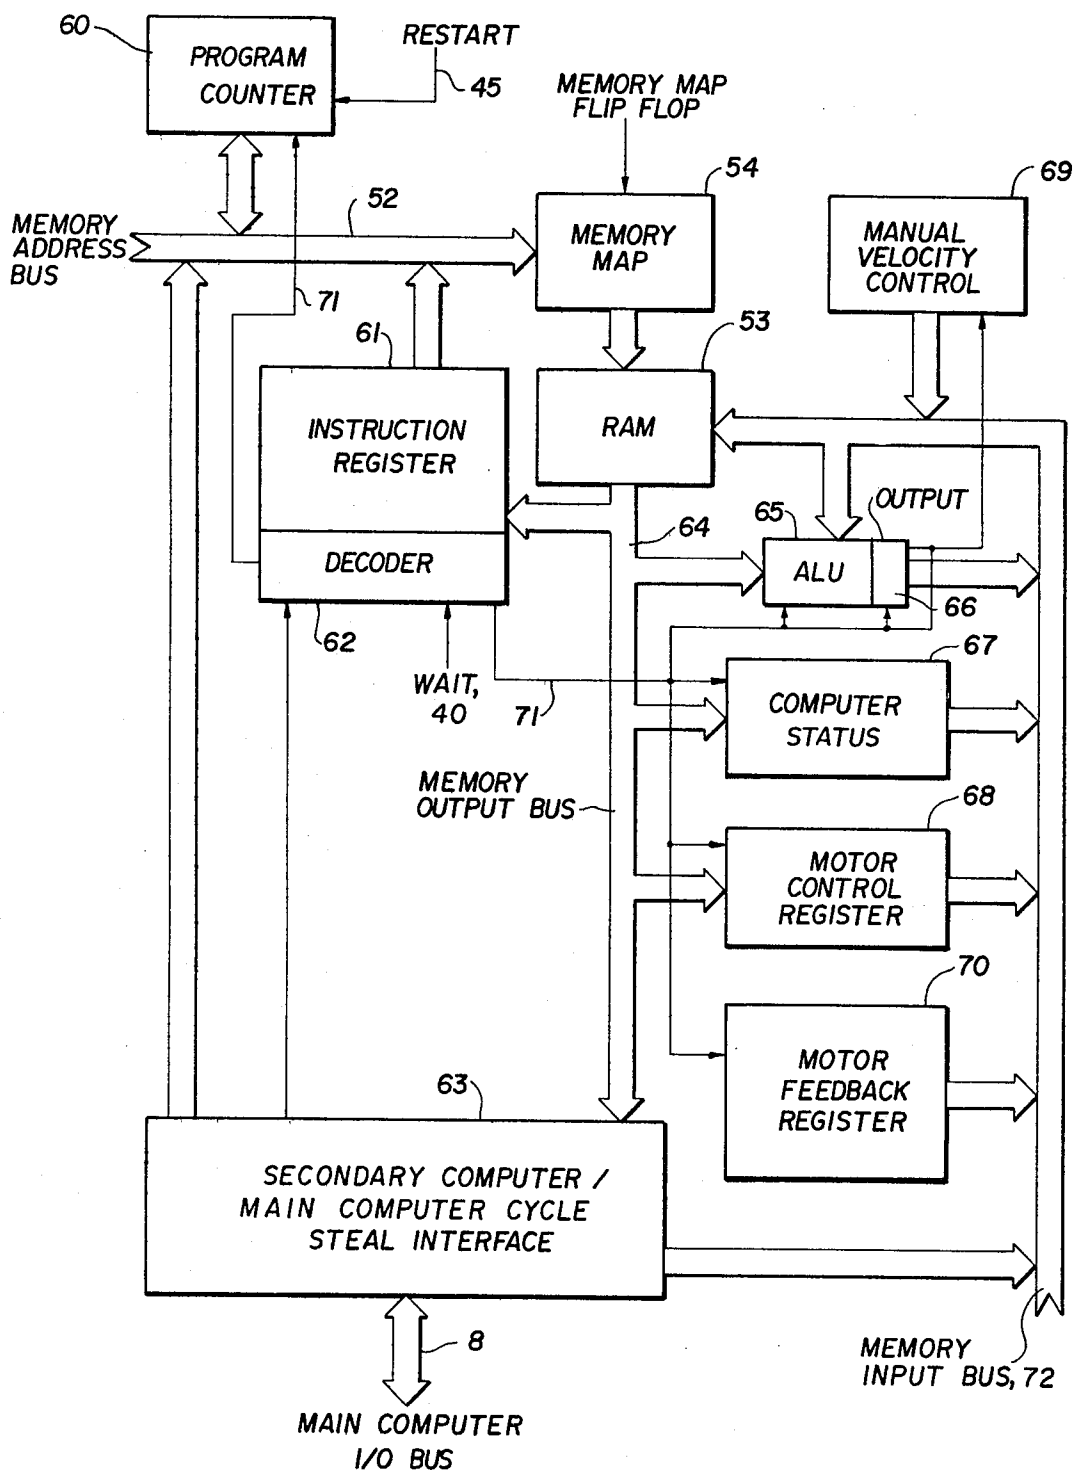 60
PROGRAM
COUNTER
RESTART
45
MEMORY MAP
FLIP FLOP
54
69
MEMORY
ADDRESS
BUS
52
MEMORY
MAP
MANUAL
VELOCITY
CONTROL
71
61
53
INSTRUCTION
REGISTER
RAM
64
65
OUTPUT
DECODER
ALU
66
62
WAIT,
40
71
67
COMPUTER
STATUS
MEMORY
OUTPUT BUS
68
MOTOR
CONTROL
REGISTER
70
MOTOR
FEEDBACK
REGISTER
63
SECONDARY COMPUTER /
MAIN COMPUTER CYCLE
STEAL INTERFACE
8
MEMORY
INPUT BUS, 72
MAIN COMPUTER
I/O BUS